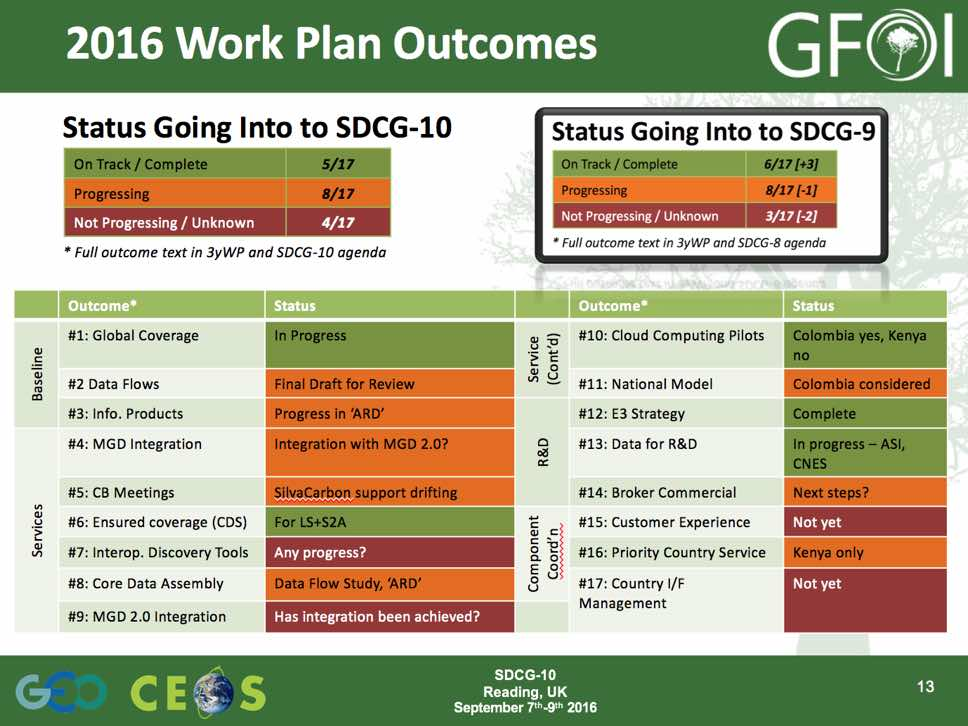 2016 Work Plan Outcomes
GFOI
Status Going Into to SDCG-10
On Track / Complete 5/17
Progressing 8/17
Not Progressing / Unknown 4/17
* Full outcome text in 3yWP and SDCG-10 agenda
Status Going Into to SDCG-9
On Track / Complete 6/17 [+3]
Progressing 8/17 [-1]
Not Progressing / Unknown 3/17 [-2]
* Full outcome text in 3yWP and SDCG-8 agenda
Outcome* Status
Baseline
#1: Global Coverage In Progress
#2 Data Flows Final Draft for Review
#3: Info. Products Progress in ‘ARD’
Services
#4: MGD Integration Integration with MGD 2.0?
#5: CB Meetings SilvaCarbon support drifting
#6: Ensured coverage (CDS) For LS+S2A
#7: Interop. Discovery Tools Any progress?
#8: Core Data Assembly Data Flow Study, ‘ARD’
#9: MGD 2.0 Integration Has integration been achieved?
Outcome* Status
Service
(Cont’d)
#10: Cloud Computing Pilots Colombia yes, Kenya
no
#11: National Model Colombia considered
R&D
#12: E3 Strategy Complete
#13: Data for R&D In progress – ASI,
CNES
#14: Broker Commercial Next steps?
Component
Coord’n
#15: Customer Experience Not yet
#16: Priority Country Service Kenya only
#17: Country I/F Not yet
Management
GEO
CEOS
SDCG-10
Reading, UK
September 7th-9th 2016
13